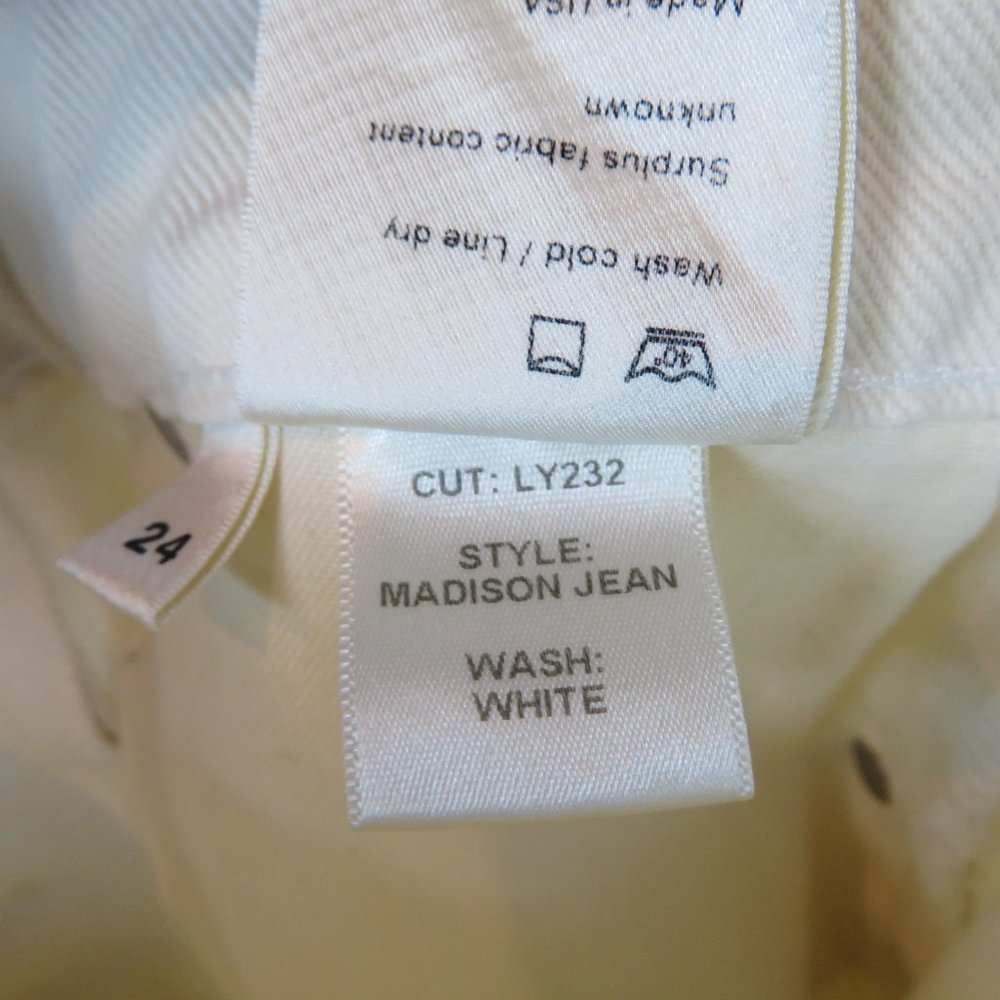 Wash cold / Line dry
Surplus fabric content
unknown
Made in USA
40°
24
CUT: LY232
STYLE:
MADISON JEAN
WASH:
WHITE